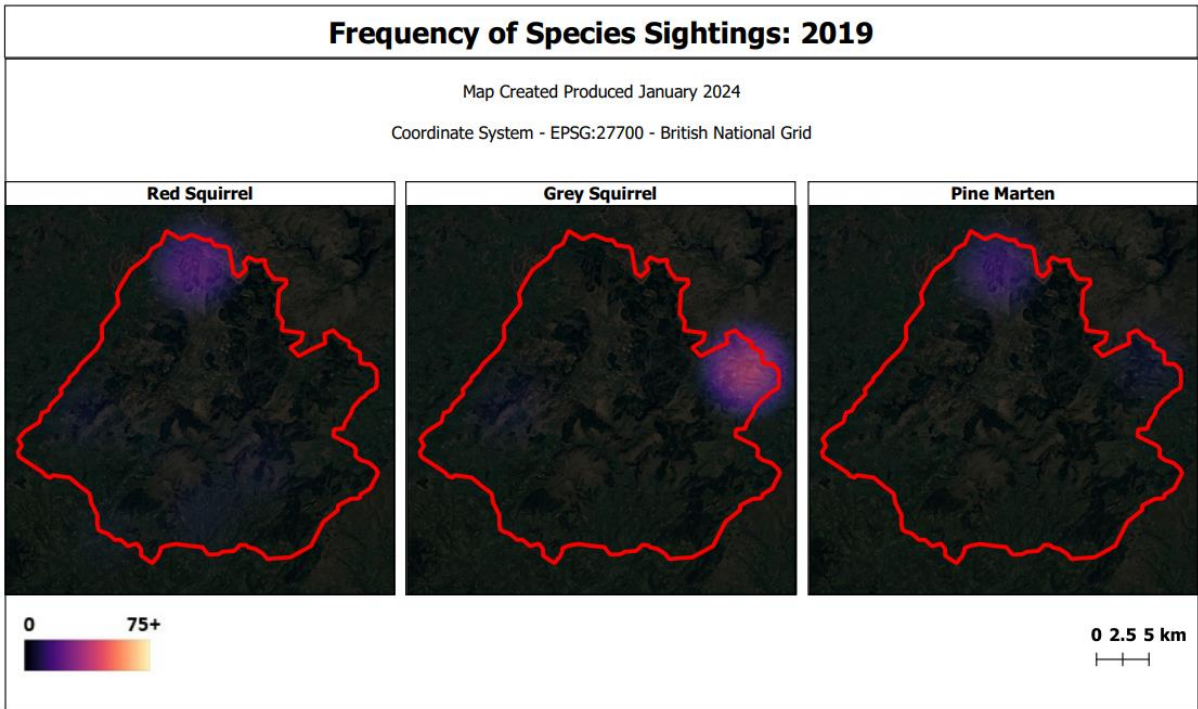 Frequency of Species Sightings: 2019
Map Created Produced January 2024
Coordinate System - EPSG:27700 - British National Grid
Red Squirrel
Grey Squirrel
Pine Marten
0 75+
0 2.5 5 km